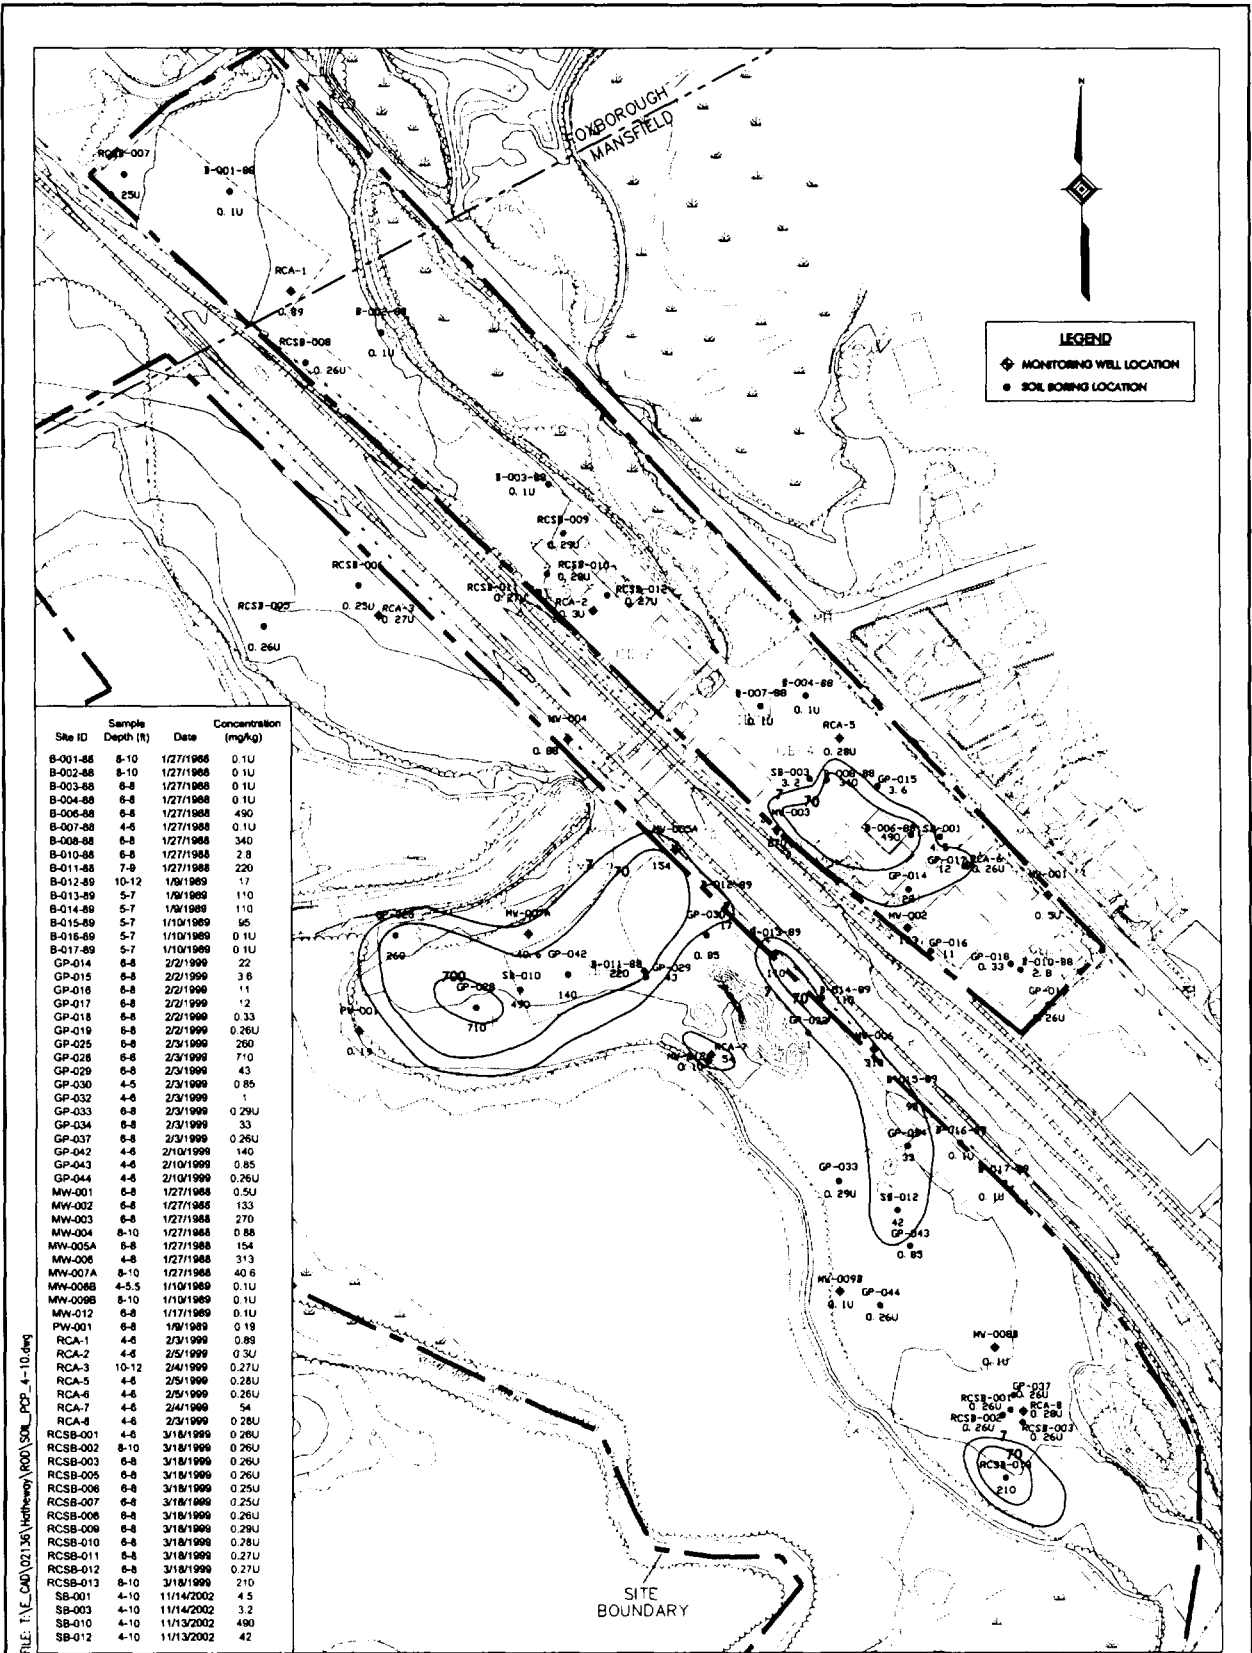 FOXBOROUGH
MANSFIELD
N
LEGEND
MONITORING WELL LOCATION
SOIL BORING LOCATION
RCSB-007
0.25U
B-001-88
0.1U
RCA-1
0.89
B-002-88
0.1U
RCSB-008
0.26U
B-003-88
0.1U
RCSB-009
0.29U
RCSB-010
0.28U
RCSB-011
0.27U
RCSB-012
0.27U
RCA-2
0.3U
RCSB-006
0.25U
RCA-3
0.27U
RCSB-005
0.26U
MW-004
0.88
B-007-88
0.1U
B-004-88
0.1U
RCA-5
0.28U
SB-003
3.2
B-008-88
340
GP-015
3.6
7
70
MW-003
270
B-006-88
490
SB-001
4.5
GP-017
12
RCA-6
0.26U
GP-014
MW-001
0.5U
MW-002
133
GP-016
11
GP-018
0.33
B-010-88
2.8
0.26U
MW-005A
154
7
70
B-012-89
17
GP-030
0.85
B-013-89
110
260
MW-007A
40.6
GP-042
140
B-011-88
220
GP-029
43
SB-010
490
700
GP-028
710
PW-001
0.19
7
70
B-014-89
110
1
MW-006
313
RCA-7
54
B-015-89
95
GP-034
33
B-016-89
0.1U
B-017-89
0.1U
GP-033
0.29U
SB-012
42
GP-043
0.85
MW-009B
0.1U
GP-044
0.26U
MW-008B
0.1U
GP-037
0.26U
RCSB-001
0.26U
RCA-8
0.28U
RCSB-002
0.26U
RCSB-003
0.26U
7
70
210
SITE
BOUNDARY
Site ID Sample Depth (ft) Date Concentration (mg/kg)
B-001-88 8-10 1/27/1988 0.1U
B-002-88 8-10 1/27/1988 0.1U
B-003-88 6-8 1/27/1988 0.1U
B-004-88 6-8 1/27/1988 0.1U
B-006-88 6-8 1/27/1988 490
B-007-88 4-6 1/27/1988 0.1U
B-008-88 6-8 1/27/1988 340
B-010-88 6-8 1/27/1988 2.8
B-011-88 7-9 1/27/1988 220
B-012-89 10-12 1/9/1989 17
B-013-89 5-7 1/9/1989 110
B-014-89 5-7 1/9/1989 110
B-015-89 5-7 1/10/1989 95
B-016-89 5-7 1/10/1989 0.1U
B-017-89 5-7 1/10/1989 0.1U
GP-014 6-8 2/2/1999 22
GP-015 6-8 2/2/1999 3.6
GP-016 6-8 2/2/1999 11
GP-017 6-8 2/2/1999 12
GP-018 6-8 2/2/1999 0.33
GP-019 6-8 2/2/1999 0.26U
GP-025 6-8 2/3/1999 260
GP-028 6-8 2/3/1999 710
GP-029 6-8 2/3/1999 43
GP-030 4-5 2/3/1999 0.85
GP-032 4-6 2/3/1999 1
GP-033 6-8 2/3/1999 0.29U
GP-034 6-8 2/3/1999 33
GP-037 6-8 2/3/1999 0.26U
GP-042 4-6 2/10/1999 140
GP-043 4-6 2/10/1999 0.85
GP-044 4-6 2/10/1999 0.26U
MW-001 6-8 1/27/1988 0.5U
MW-002 6-8 1/27/1988 133
MW-003 6-8 1/27/1988 270
MW-004 8-10 1/27/1988 0.88
MW-005A 6-8 1/27/1988 154
MW-006 4-8 1/27/1988 313
MW-007A 8-10 1/27/1988 40.6
MW-008B 4-5.5 1/10/1989 0.1U
MW-009B 8-10 1/10/1989 0.1U
MW-012 6-8 1/17/1989 0.1U
PW-001 6-8 1/9/1989 0.19
RCA-1 4-6 2/3/1999 0.89
RCA-2 4-6 2/5/1999 0.3U
RCA-3 10-12 2/4/1999 0.27U
RCA-5 4-6 2/5/1999 0.28U
RCA-6 4-6 2/5/1999 0.26U
RCA-7 4-6 2/4/1999 54
RCA-8 4-6 2/3/1999 0.28U
RCSB-001 4-6 3/18/1999 0.26U
RCSB-002 8-10 3/18/1999 0.26U
RCSB-003 6-8 3/18/1999 0.26U
RCSB-005 6-8 3/18/1999 0.26U
RCSB-006 6-8 3/18/1999 0.25U
RCSB-007 6-8 3/18/1999 0.25U
RCSB-008 6-8 3/18/1999 0.26U
RCSB-009 6-8 3/18/1999 0.29U
RCSB-010 6-8 3/18/1999 0.28U
RCSB-011 6-8 3/18/1999 0.27U
RCSB-012 6-8 3/18/1999 0.27U
RCSB-013 8-10 3/18/1999 210
SB-001 4-10 11/14/2002 4.5
SB-003 4-10 11/14/2002 3.2
SB-010 4-10 11/13/2002 490
SB-012 4-10 11/13/2002 42
FILE: T:\E_CAD\02136\Hatheway\ROD\SOIL_PCP_4-10.dwg